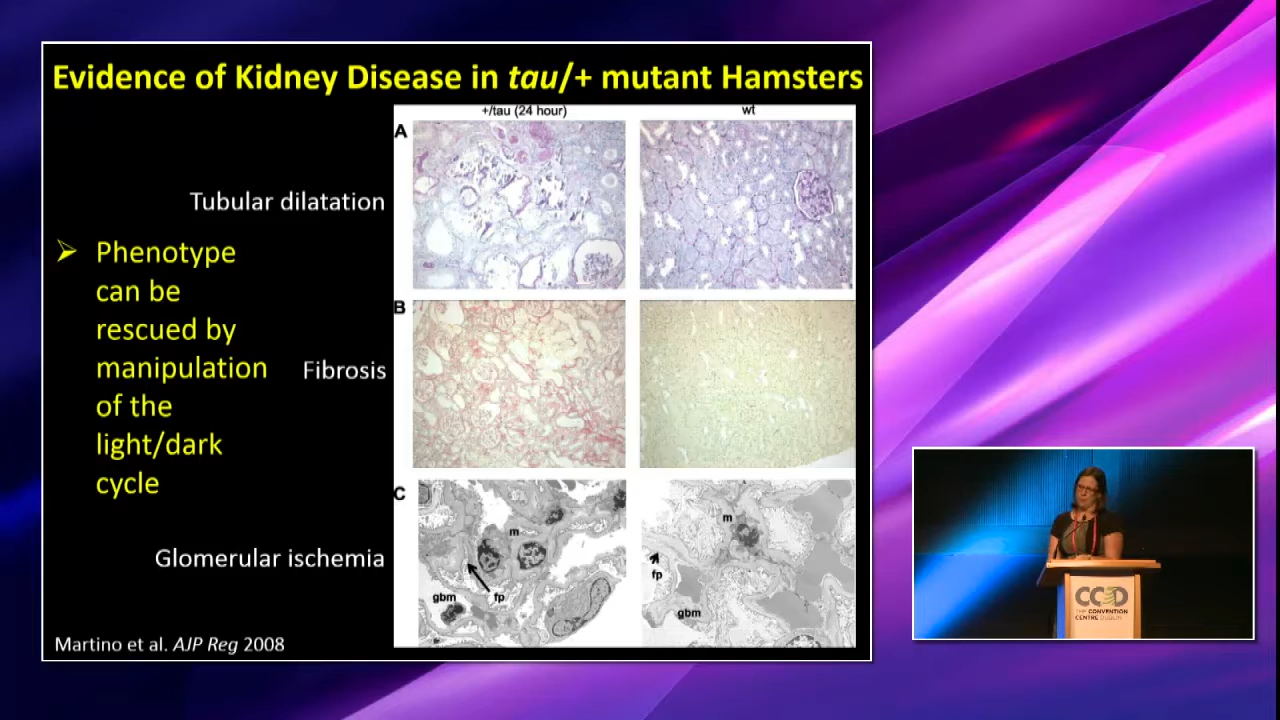 Evidence of Kidney Disease in tau/+ mutant Hamsters
+/tau (24 hour)
wt
A
Tubular dilatation
➢ Phenotype
can be
rescued by
manipulation
of the
light/dark
cycle
B
Fibrosis
C
m
fp
gbm
m
fp
gbm
Glomerular ischemia
Martino et al. AJP Reg 2008
CCD
THE CONVENTION
CENTRE DUBLIN